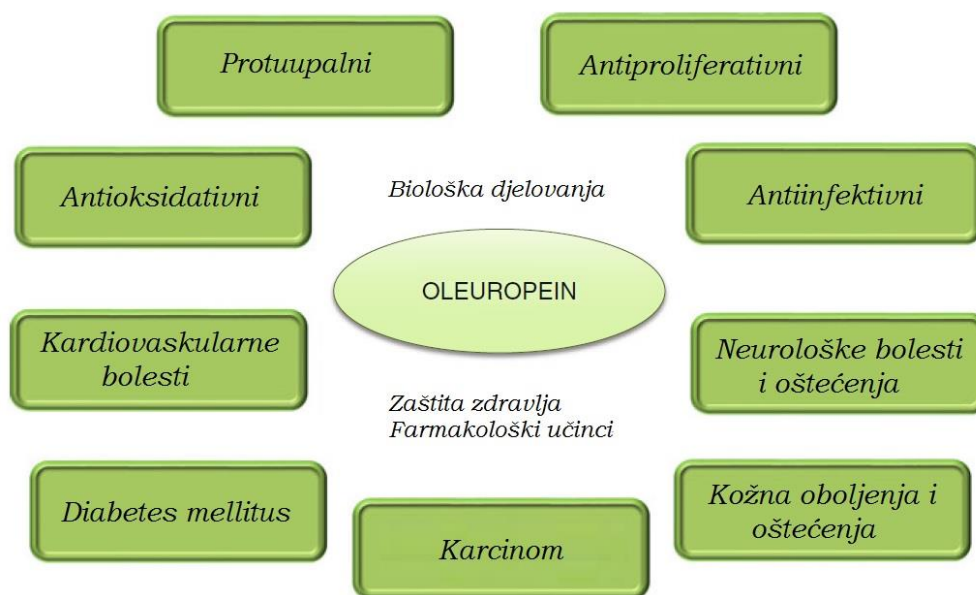 Protuupalni
Antiproliferativni
Antioksidativni
Biološka djelovanja
Antiinfektivni
OLEUROPEIN
Kardiovaskularne
bolesti
Neurološke bolesti
i oštećenja
Zaštita zdravlja
Farmakološki učinci
Diabetes mellitus
Karcinom
Kožna oboljenja i
oštećenja